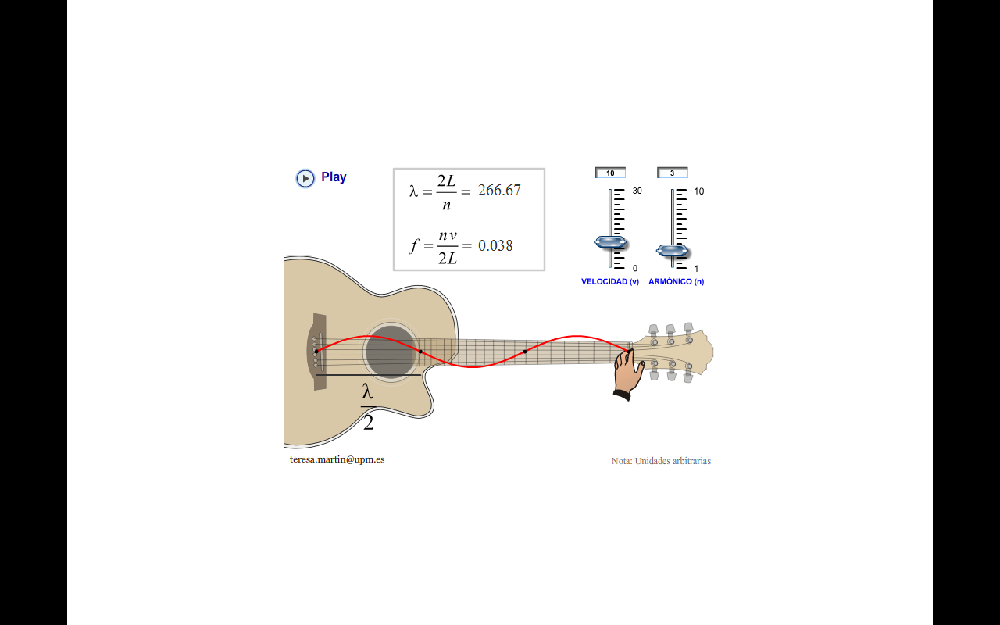 Play
λ = 2L/n = 266.67
f = nv/2L = 0.038
10
3
30
10
0
1
VELOCIDAD (v)
ARMÓNICO (n)
λ/2
teresa.martin@upm.es
Nota: Unidades arbitrarias